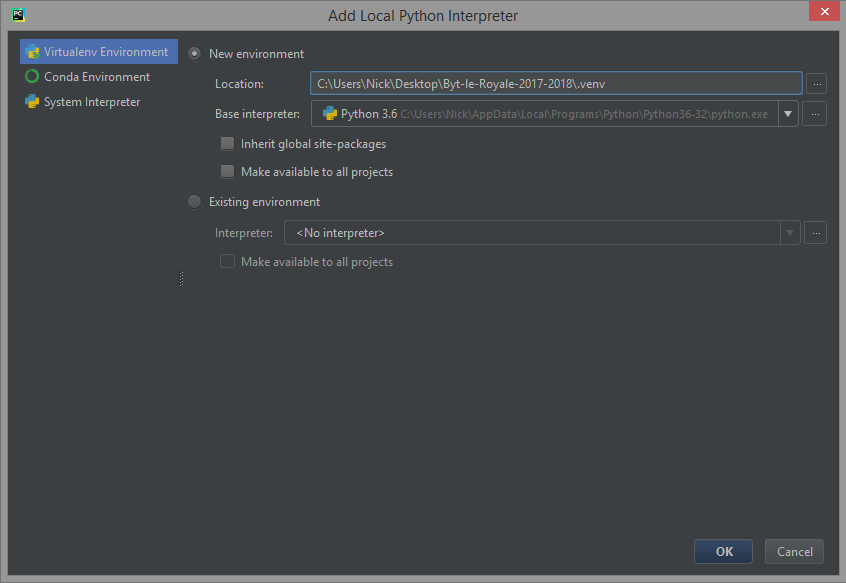 PC
Add Local Python Interpreter
Virtualenv Environment
Conda Environment
System Interpreter
New environment
Location: C:\Users\Nick\Desktop\Byt-le-Royale-2017-2018\.venv ...
Base interpreter: Python 3.6 C:\Users\Nick\AppData\Local\Programs\Python\Python36-32\python.exe ...
Inherit global site-packages
Make available to all projects
Existing environment
Interpreter: <No interpreter> ...
Make available to all projects
OK Cancel